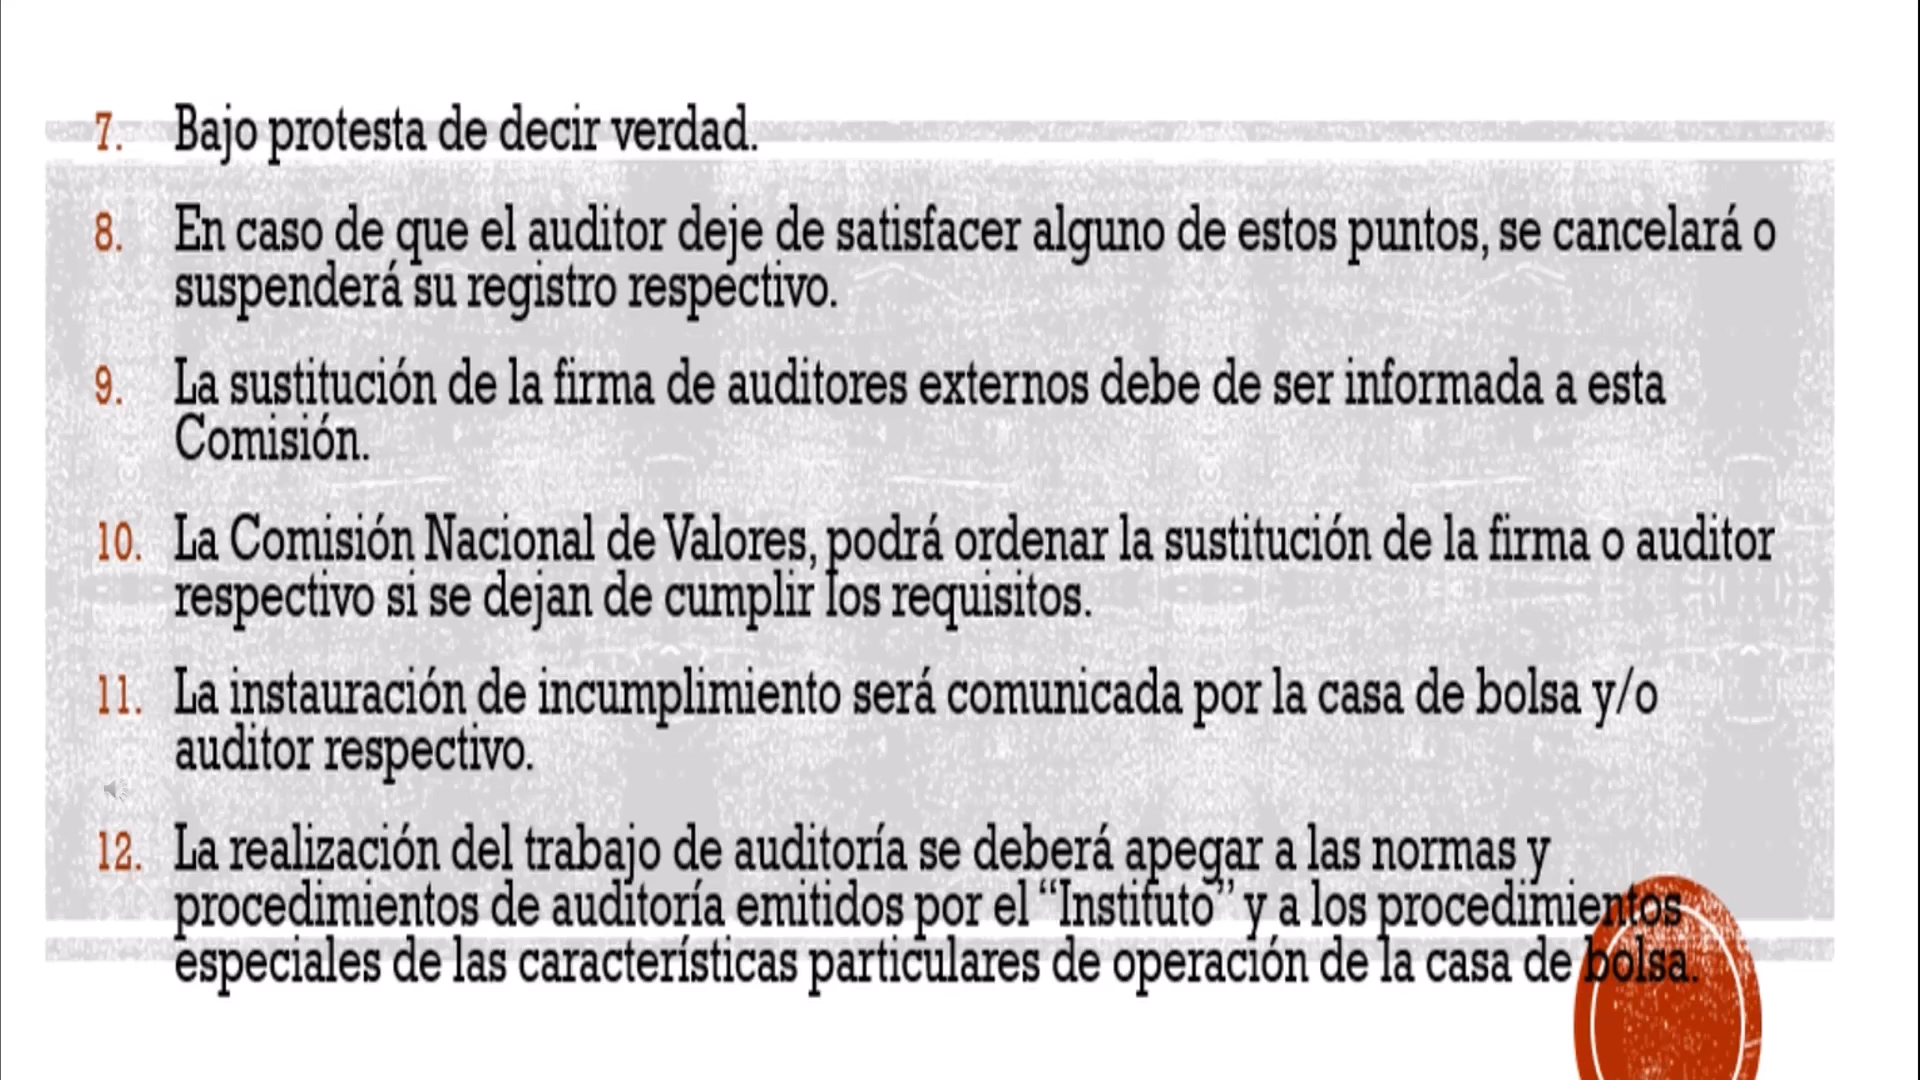 7. Bajo protesta de decir verdad.
8. En caso de que el auditor deje de satisfacer alguno de estos puntos, se cancelará o
suspenderá su registro respectivo.
9. La sustitución de la firma de auditores externos debe de ser informada a esta
Comisión.
10. La Comisión Nacional de Valores, podrá ordenar la sustitución de la firma o auditor
respectivo si se dejan de cumplir los requisitos.
11. La instauración de incumplimiento será comunicada por la casa de bolsa y/o
auditor respectivo.
12. La realización del trabajo de auditoría se deberá apegar a las normas y
procedimientos de auditoría emitidos por el “Instituto” y a los procedimientos
especiales de las características particulares de operación de la casa de bolsa.